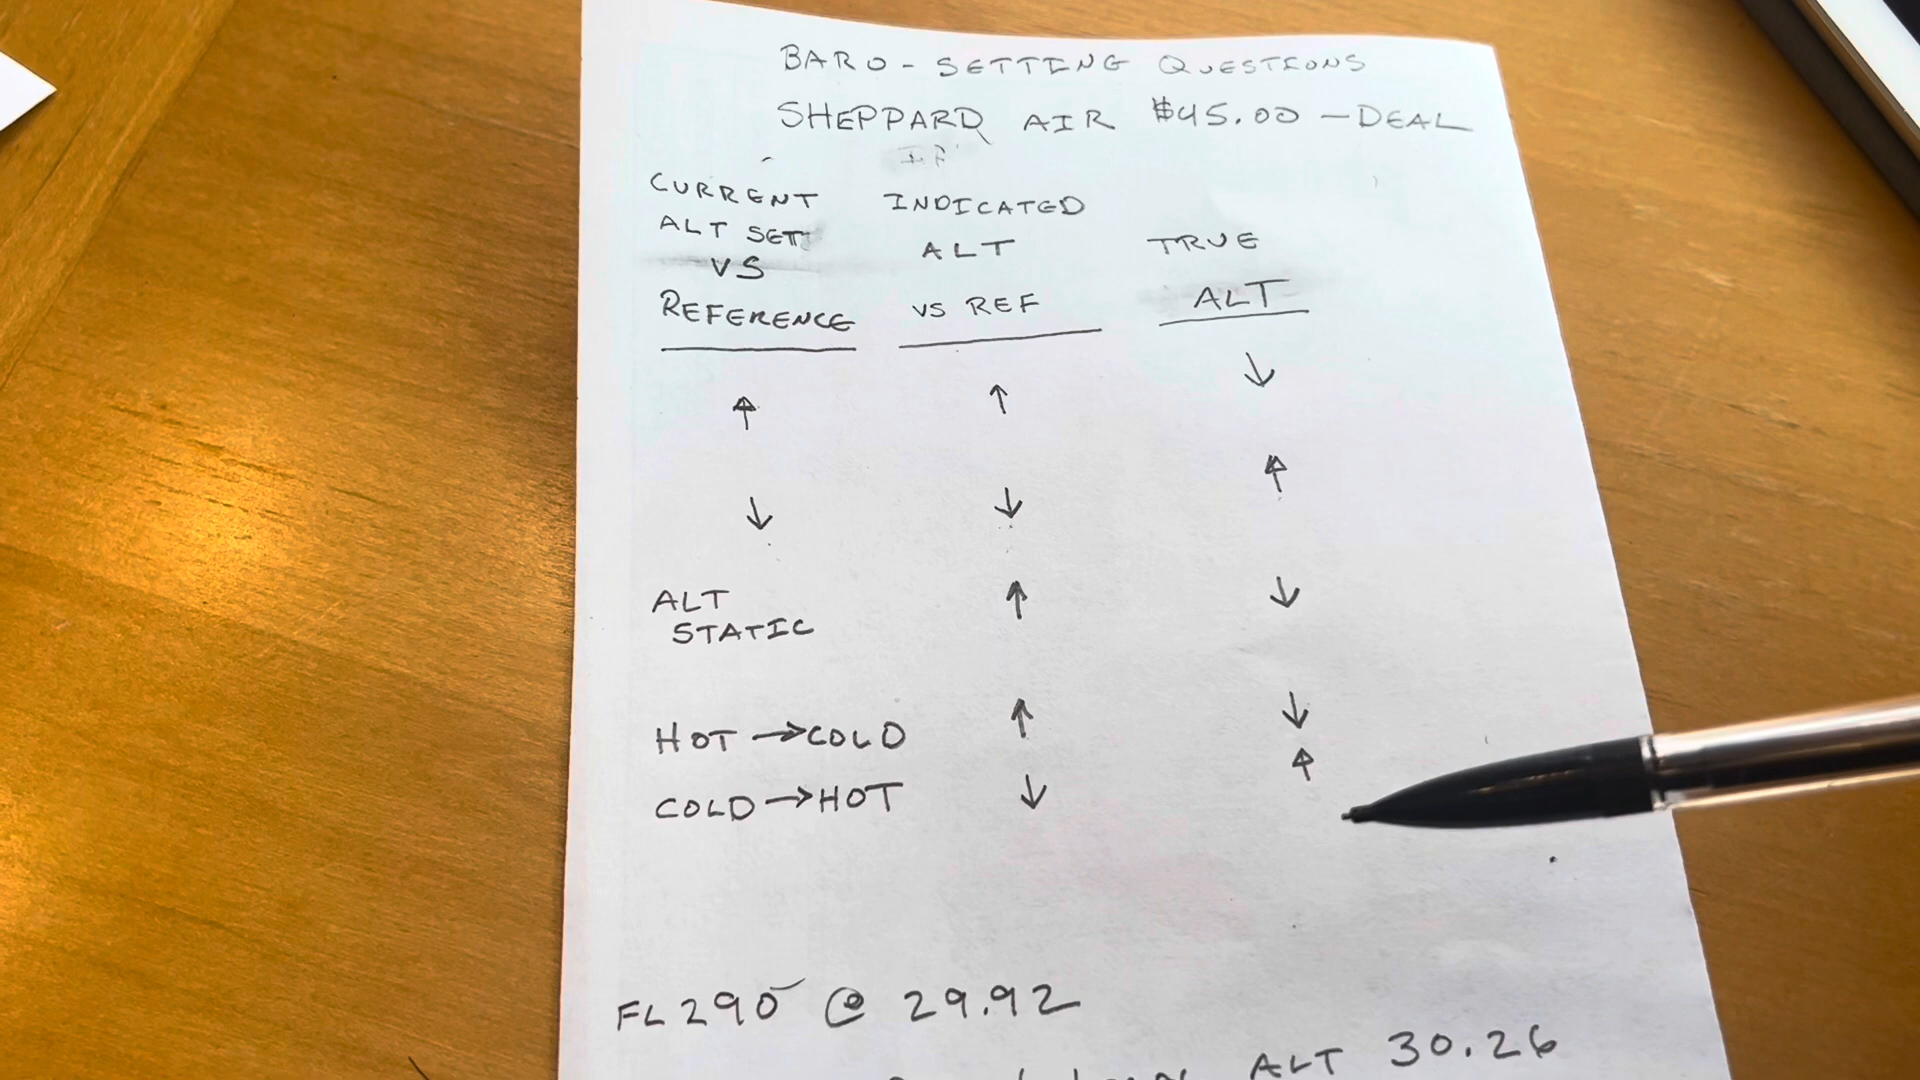 BARO-SETTING QUESTIONS
SHEPPARD AIR $45.00 - DEAL
CURRENT
ALT SET
VS
REFERENCE
INDICATED
ALT
VS REF
TRUE
ALT
↑ ↑ ↓
↓ ↓ ↑
ALT
STATIC ↑ ↓
HOT → COLD ↑ ↓
COLD → HOT ↓ ↑
FL290 @ 29.92
ALT 30.26